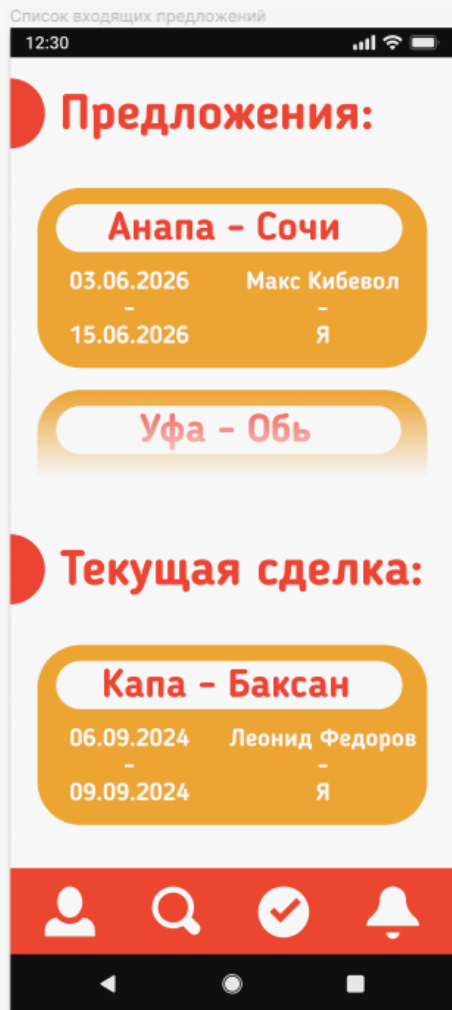 Список входящих предложений
12:30
Предложения:
Анапа – Сочи
03.06.2026 Макс Кибевол
– –
15.06.2026 Я
Уфа – Обь
Текущая сделка:
Капа – Баксан
06.09.2024 Леонид Федоров
– –
09.09.2024 Я